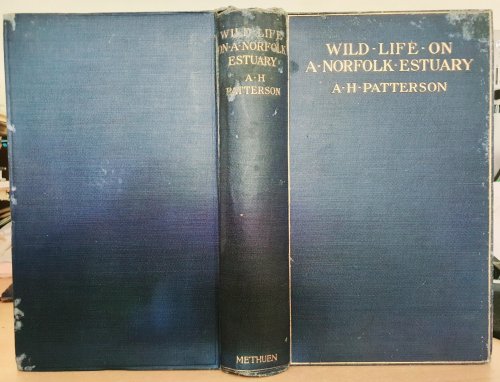 WILD LIFE
ON·A·NORFOLK
ESTUARY
A·H
PATTERSON
METHUEN
WILD·LIFE·ON
A·NORFOLK·ESTUARY
A·H·PATTERSON